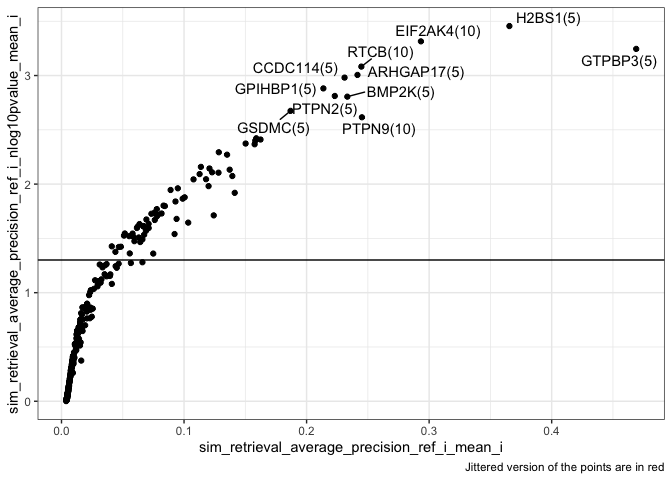 sim_retrieval_average_precision_ref_i_nlog10pvalue_mean_i
3
2
1
0
H2BS1(5)
EIF2AK4(10)
RTCB(10)
GTPBP3(5)
CCDC114(5)
ARHGAP17(5)
GPIHBP1(5)
BMP2K(5)
PTPN2(5)
GSDMC(5)
PTPN9(10)
0.0 0.1 0.2 0.3 0.4
sim_retrieval_average_precision_ref_i_mean_i
Jittered version of the points are in red